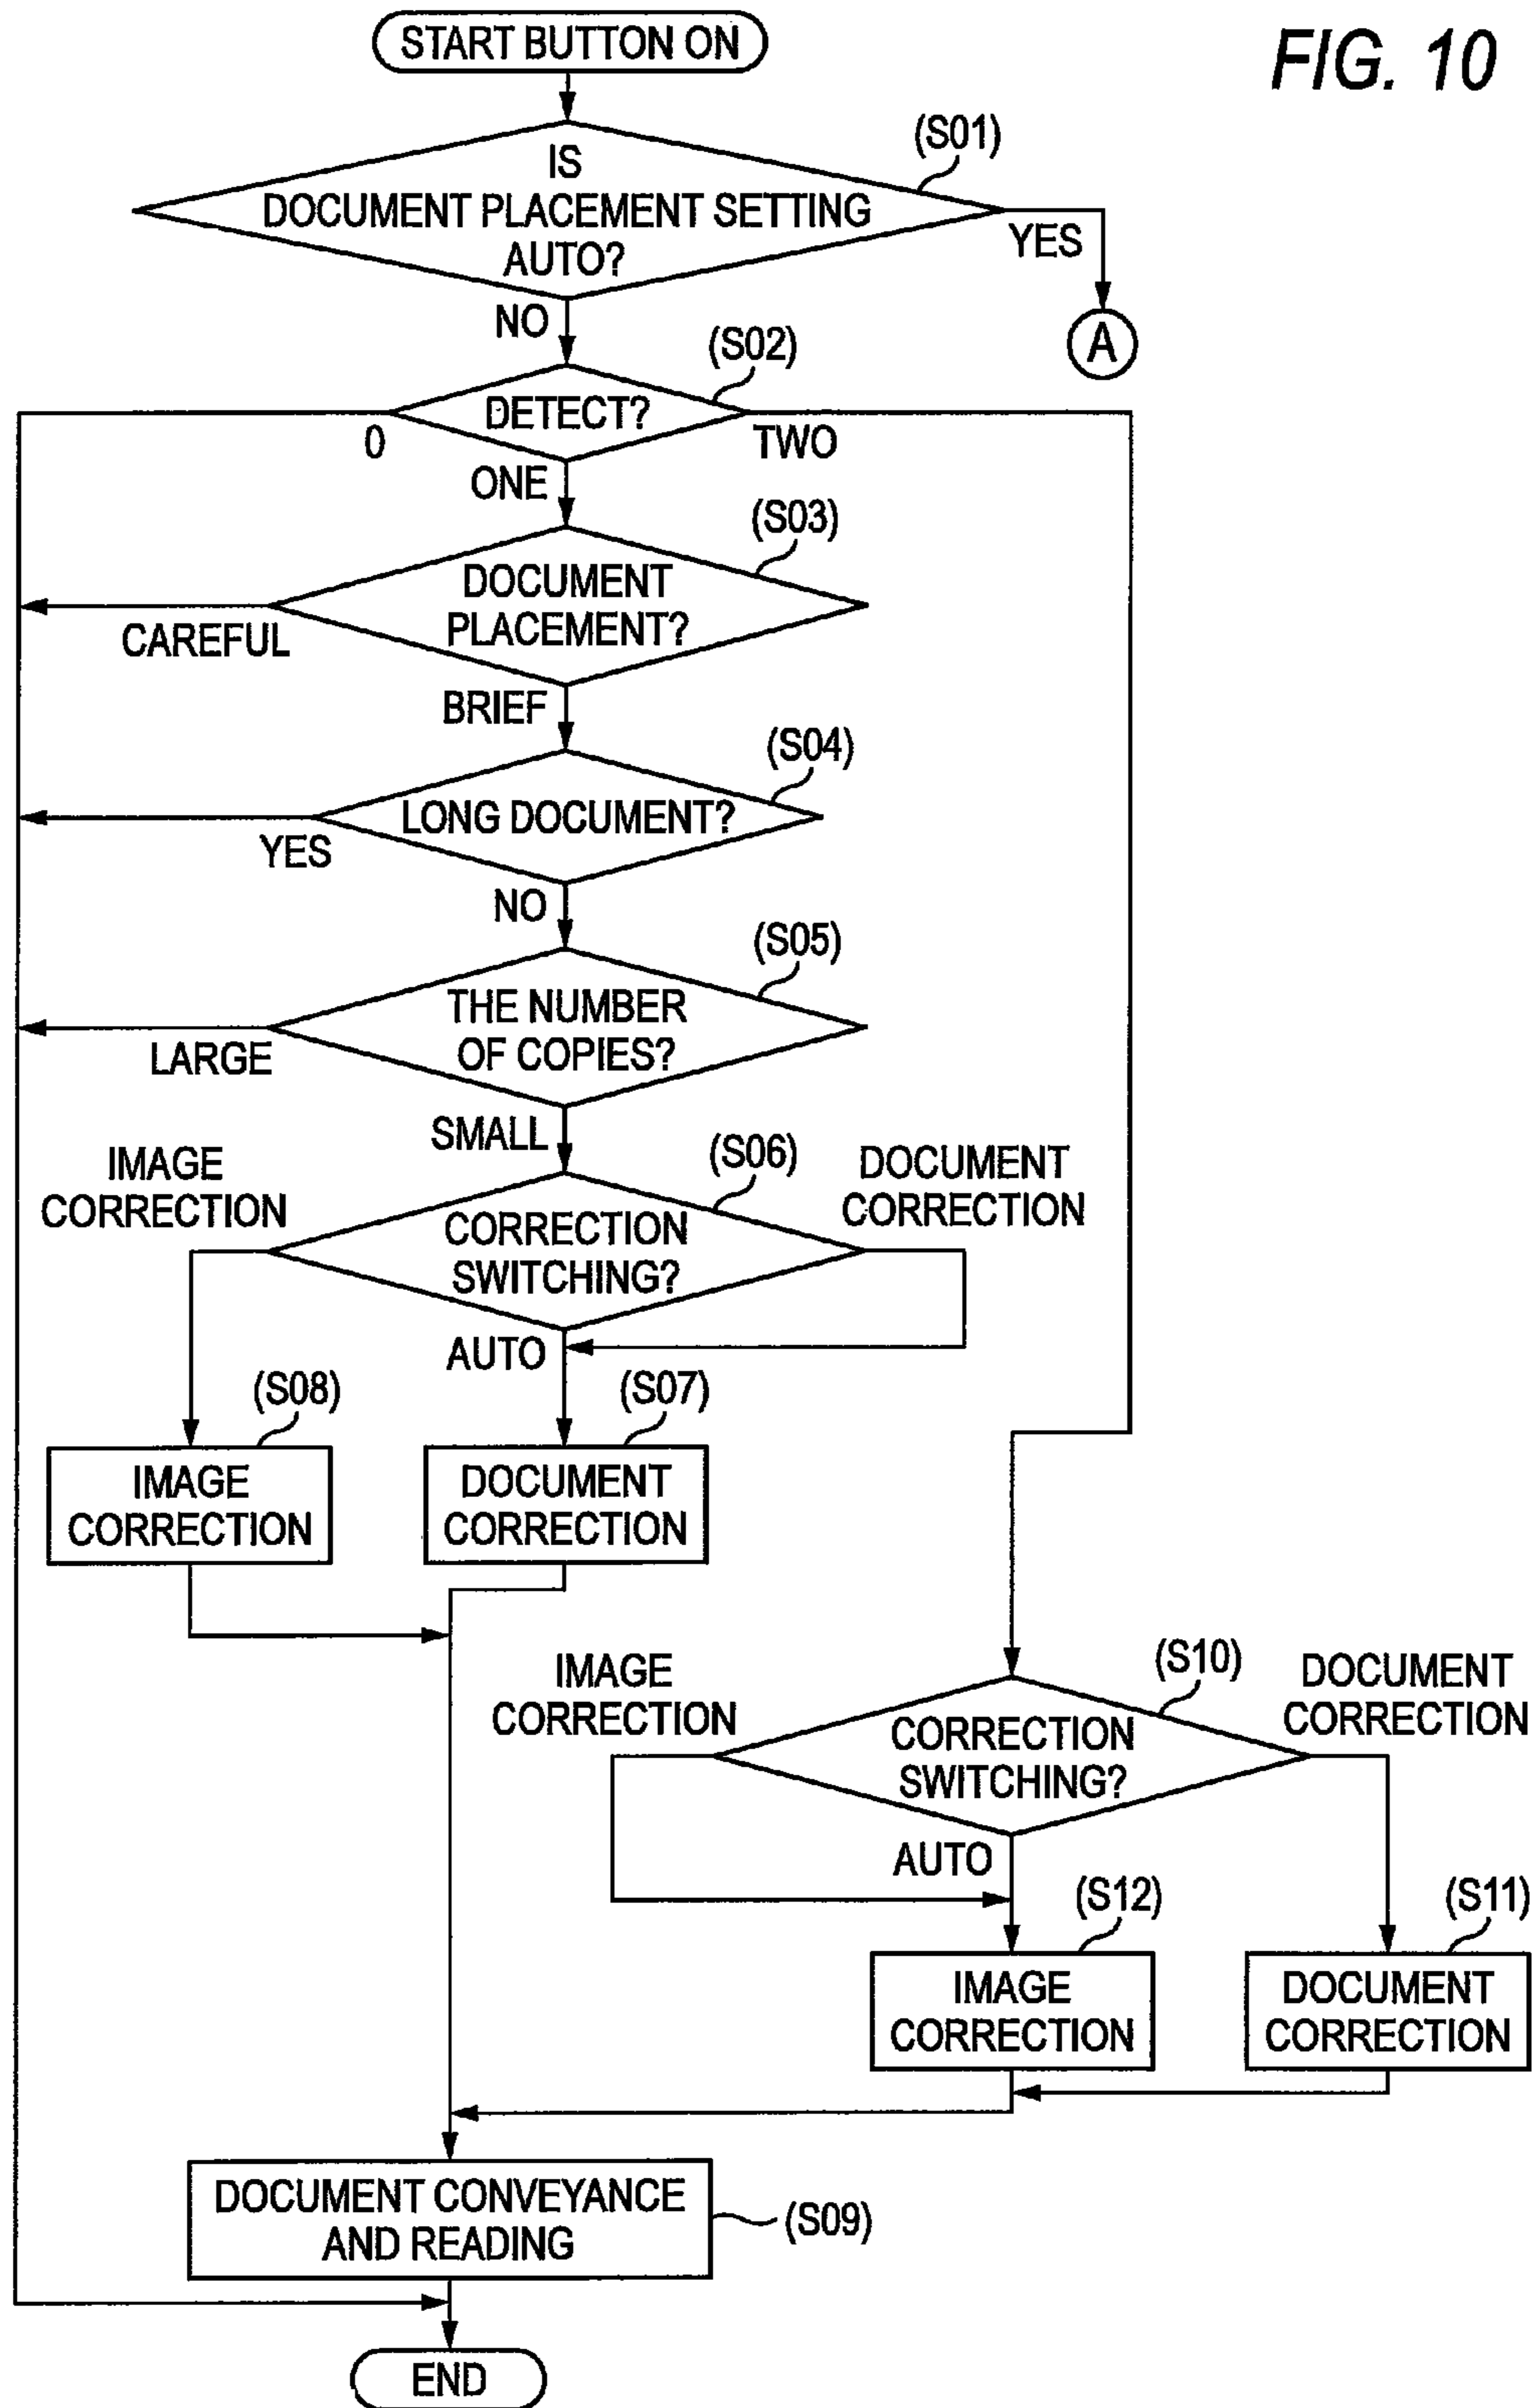 START BUTTON ON
FIG. 10
(S01)
IS
DOCUMENT PLACEMENT SETTING
AUTO?
YES
A
NO
(S02)
DETECT?
0
TWO
ONE
(S03)
DOCUMENT
PLACEMENT?
CAREFUL
BRIEF
(S04)
LONG DOCUMENT?
YES
NO
(S05)
THE NUMBER
OF COPIES?
LARGE
SMALL
IMAGE
CORRECTION
(S06)
DOCUMENT
CORRECTION
CORRECTION
SWITCHING?
AUTO
(S08)
(S07)
IMAGE
CORRECTION
DOCUMENT
CORRECTION
IMAGE
CORRECTION
(S10)
DOCUMENT
CORRECTION
CORRECTION
SWITCHING?
AUTO
(S12)
(S11)
IMAGE
CORRECTION
DOCUMENT
CORRECTION
DOCUMENT CONVEYANCE
AND READING
(S09)
END